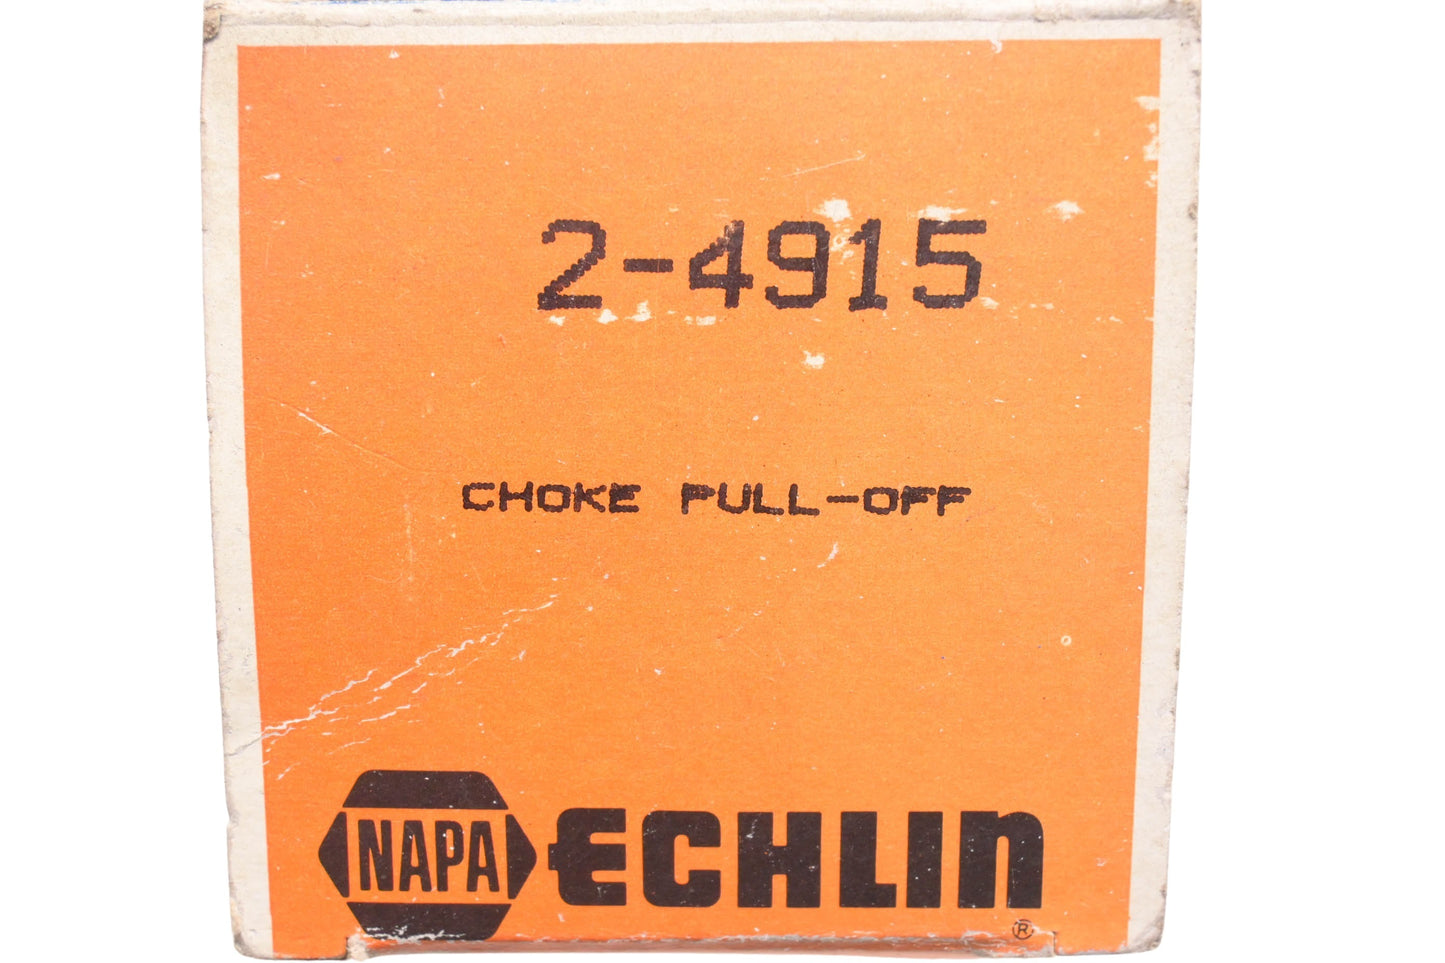 2-4915
CHOKE PULL-OFF
NAPA ECHLIN ®